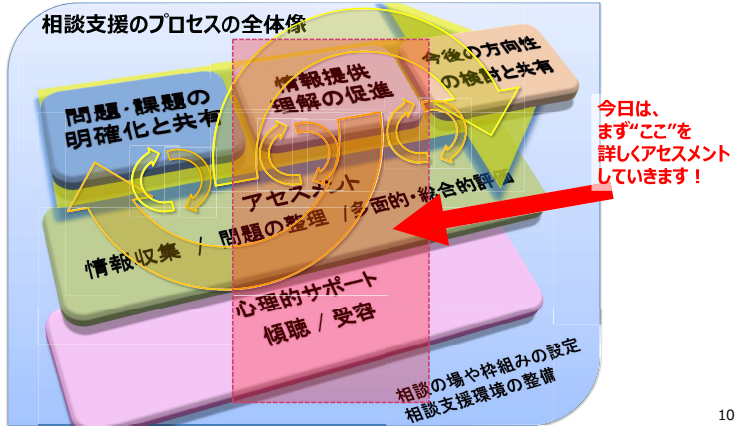 相談支援のプロセスの全体像
問題・課題の
明確化と共有
情報提供
理解の促進
今後の方向性
の検討と共有
今日は、
まず“ここ”を
詳しくアセスメント
していきます！
アセスメント
情報収集 / 問題の整理 /多面的・総合的評価
心理的サポート
傾聴 / 受容
相談の場や枠組みの設定
相談支援環境の整備
10